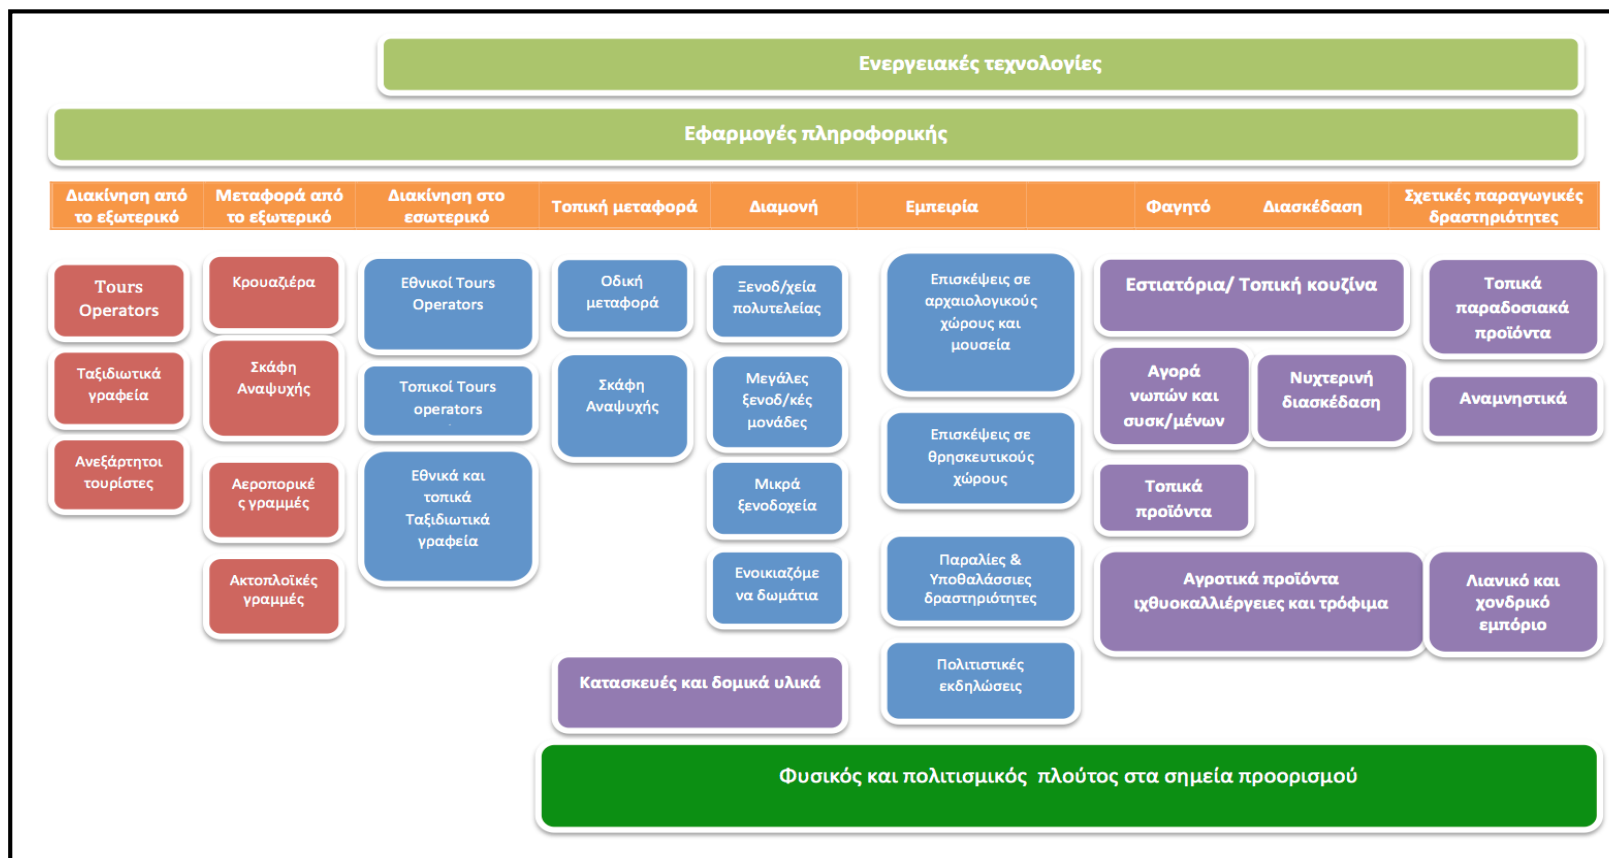 Ενεργειακές τεχνολογίες
Εφαρμογές πληροφορικής
Διακίνηση από
το εξωτερικό
Μεταφορά από
το εξωτερικό
Διακίνηση στο
εσωτερικό
Τοπική μεταφορά
Διαμονή
Εμπειρία
Φαγητό
Διασκέδαση
Σχετικές παραγωγικές
δραστηριότητες
Tours
Operators
Ταξιδιωτικά
γραφεία
Ανεξάρτητοι
τουρίστες
Κρουαζιέρα
Σκάφη
Αναψυχής
Αεροπορικέ
ς γραμμές
Ακτοπλοϊκές
γραμμές
Εθνικοί Tours
Operators
Τοπικοί Tours
operators
.
Εθνικά και
τοπικά
Ταξιδιωτικά
γραφεία
Οδική
μεταφορά
Σκάφη
Αναψυχής
Ξενοδ/χεία
πολυτελείας
Μεγάλες
ξενοδ/κές
μονάδες
Μικρά
ξενοδοχεία
Ενοικιαζόμε
να δωμάτια
Κατασκευές και δομικά υλικά
Επισκέψεις σε
αρχαιολογικούς
χώρους και
μουσεία
Επισκέψεις σε
θρησκευτικούς
χώρους
Παραλίες &
Υποθαλάσσιες
δραστηριότητες
Πολιτιστικές
εκδηλώσεις
Εστιατόρια/ Τοπική κουζίνα
Αγορά
νωπών και
συσκ/μένων
Νυχτερινή
διασκέδαση
Τοπικά
προϊόντα
Αγροτικά προϊόντα
ιχθυοκαλλιέργειες και τρόφιμα
Τοπικά
παραδοσιακά
προϊόντα
Αναμνηστικά
Λιανικό και
χονδρικό
εμπόριο
Φυσικός και πολιτισμικός πλούτος στα σημεία προορισμού